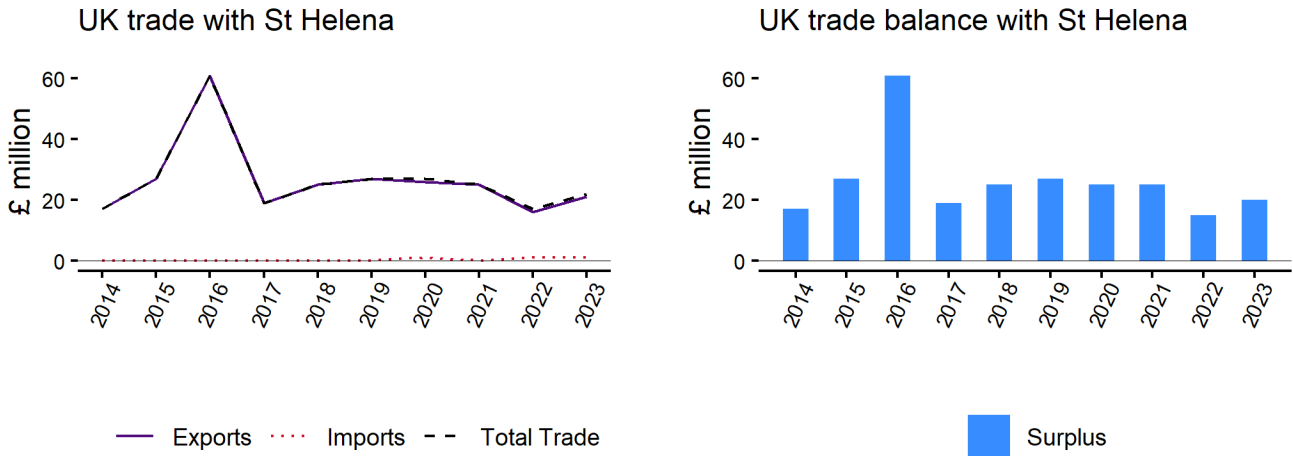 UK trade with St Helena
£ million
60
40
20
0
2014 2015 2016 2017 2018 2019 2020 2021 2022 2023
Exports Imports Total Trade
UK trade balance with St Helena
£ million
60
40
20
0
2014 2015 2016 2017 2018 2019 2020 2021 2022 2023
Surplus